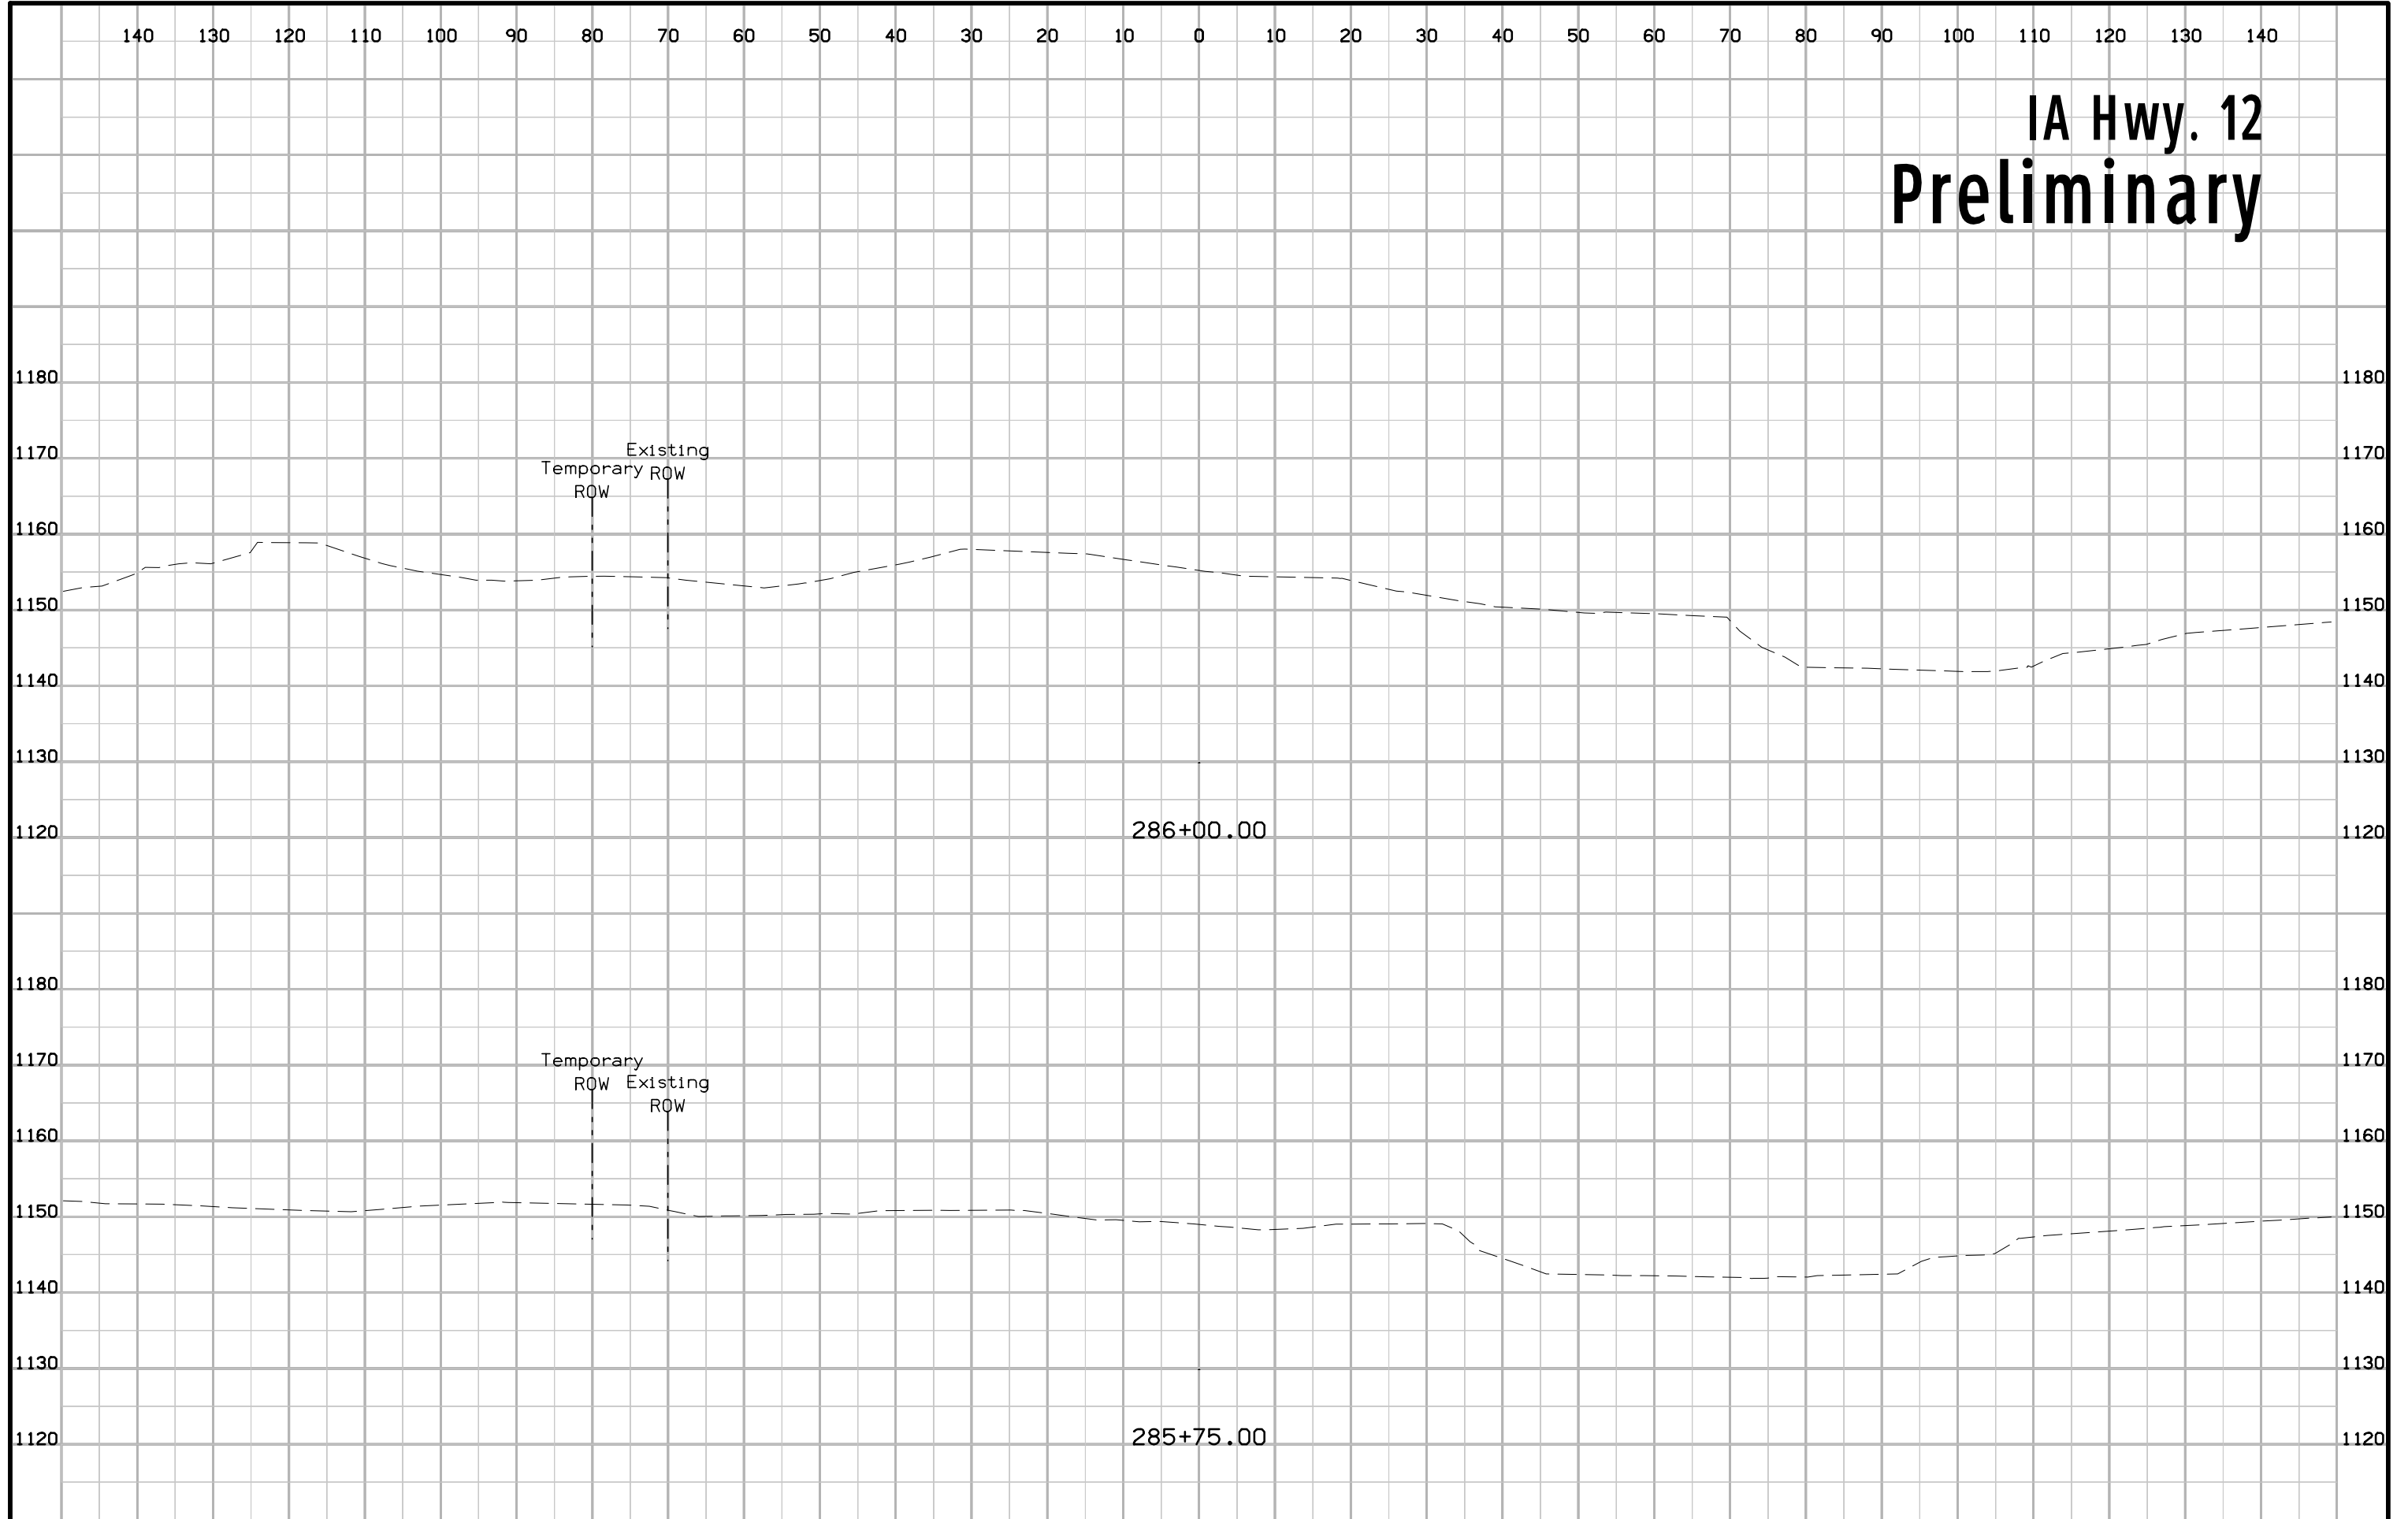 140 130 120 110 100 90 80 70 60 50 40 30 20 10 0 10 20 30 40 50 60 70 80 90 100 110 120 130 140
IA Hwy. 12
Preliminary
1180 1180
Existing
1170 1170
Temporary ROW
ROW
1160 1160
1150 1150
1140 1140
1130 1130
286+00.00
1120 1120
1180 1180
Temporary
1170 1170
ROW Existing
ROW
1160 1160
1150 1150
1140 1140
1130 1130
285+75.00
1120 1120